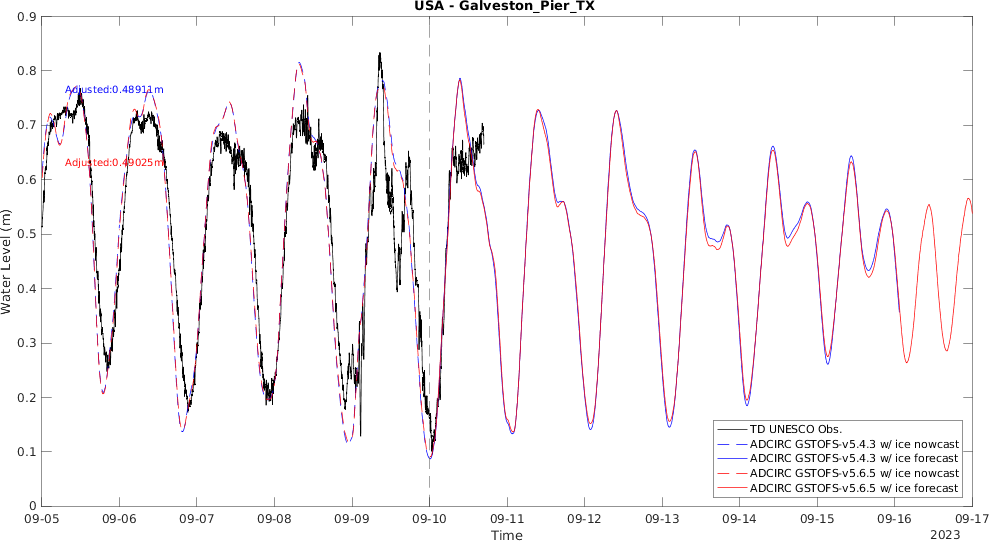 USA - Galveston_Pier_TX
0.9
0.8
Adjusted:0.48911m
0.7
Adjusted:0.49025m
0.6
0.5
Water Level (m)
0.4
0.3
0.2
0.1
0
TD UNESCO Obs.
ADCIRC GSTOFS-v5.4.3 w/ ice nowcast
ADCIRC GSTOFS-v5.4.3 w/ ice forecast
ADCIRC GSTOFS-v5.6.5 w/ ice nowcast
ADCIRC GSTOFS-v5.6.5 w/ ice forecast
09-05 09-06 09-07 09-08 09-09 09-10 09-11 09-12 09-13 09-14 09-15 09-16 09-17
Time 2023